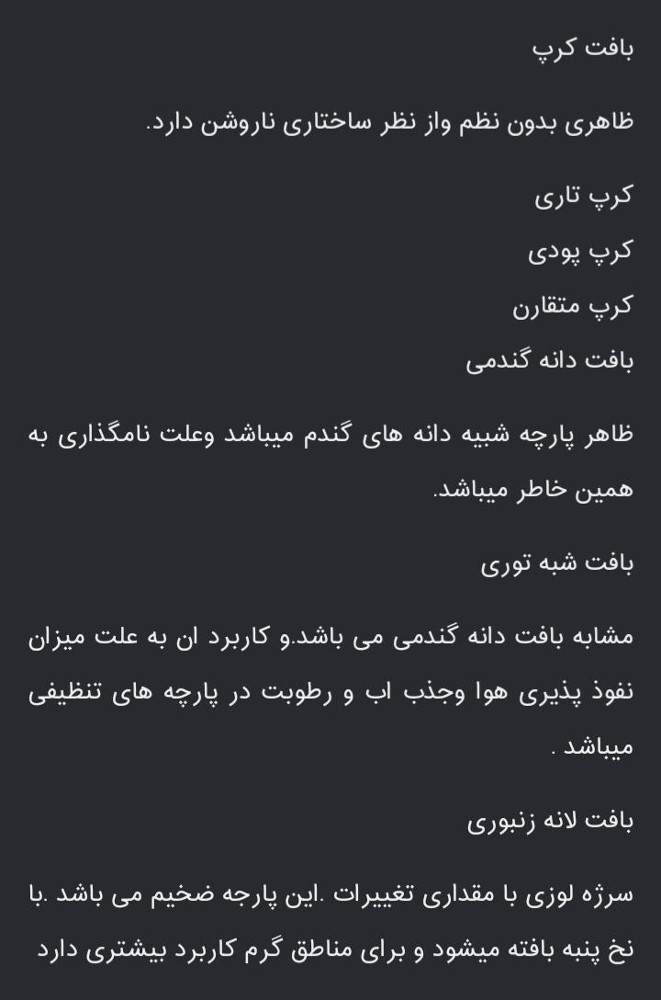 بافت کرپ
ظاهری بدون نظم واز نظر ساختاری ناروشن دارد.
کرپ تاری
کرپ پودی
کرپ متقارن
بافت دانه گندمی
ظاهر پارچه شبیه دانه های گندم میباشد وعلت نامگذاری به
همین خاطر میباشد.
بافت شبه توری
مشابه بافت دانه گندمی می باشد.و کاربرد ان به علت میزان
نفوذ پذیری هوا وجذب اب و رطوبت در پارچه های تنظیفی
میباشد .
بافت لانه زنبوری
سرژه لوزی با مقداری تغییرات .این پارجه ضخیم می باشد .با
نخ پنبه بافته میشود و برای مناطق گرم کاربرد بیشتری دارد